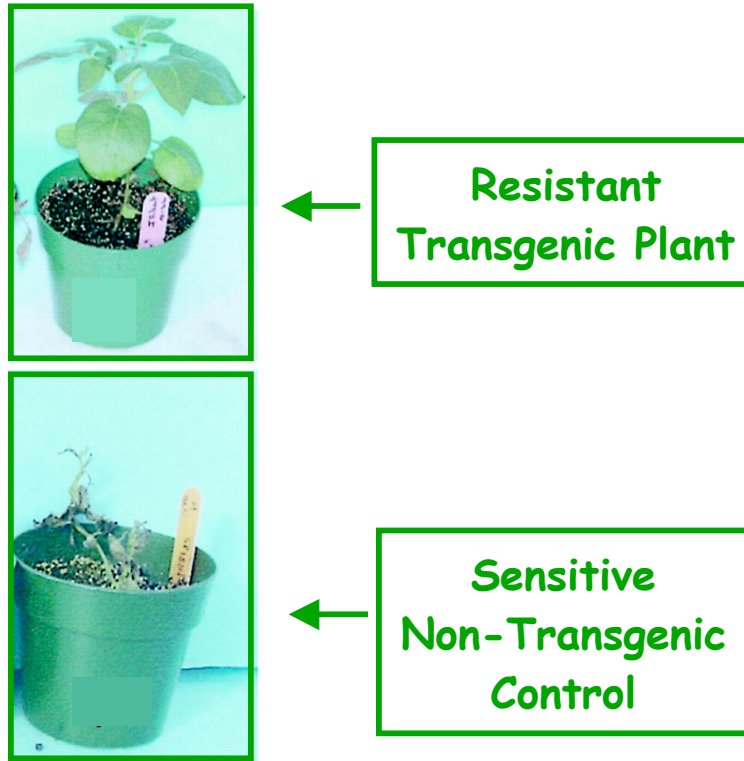 Resistant
Transgenic Plant
Sensitive
Non-Transgenic
Control